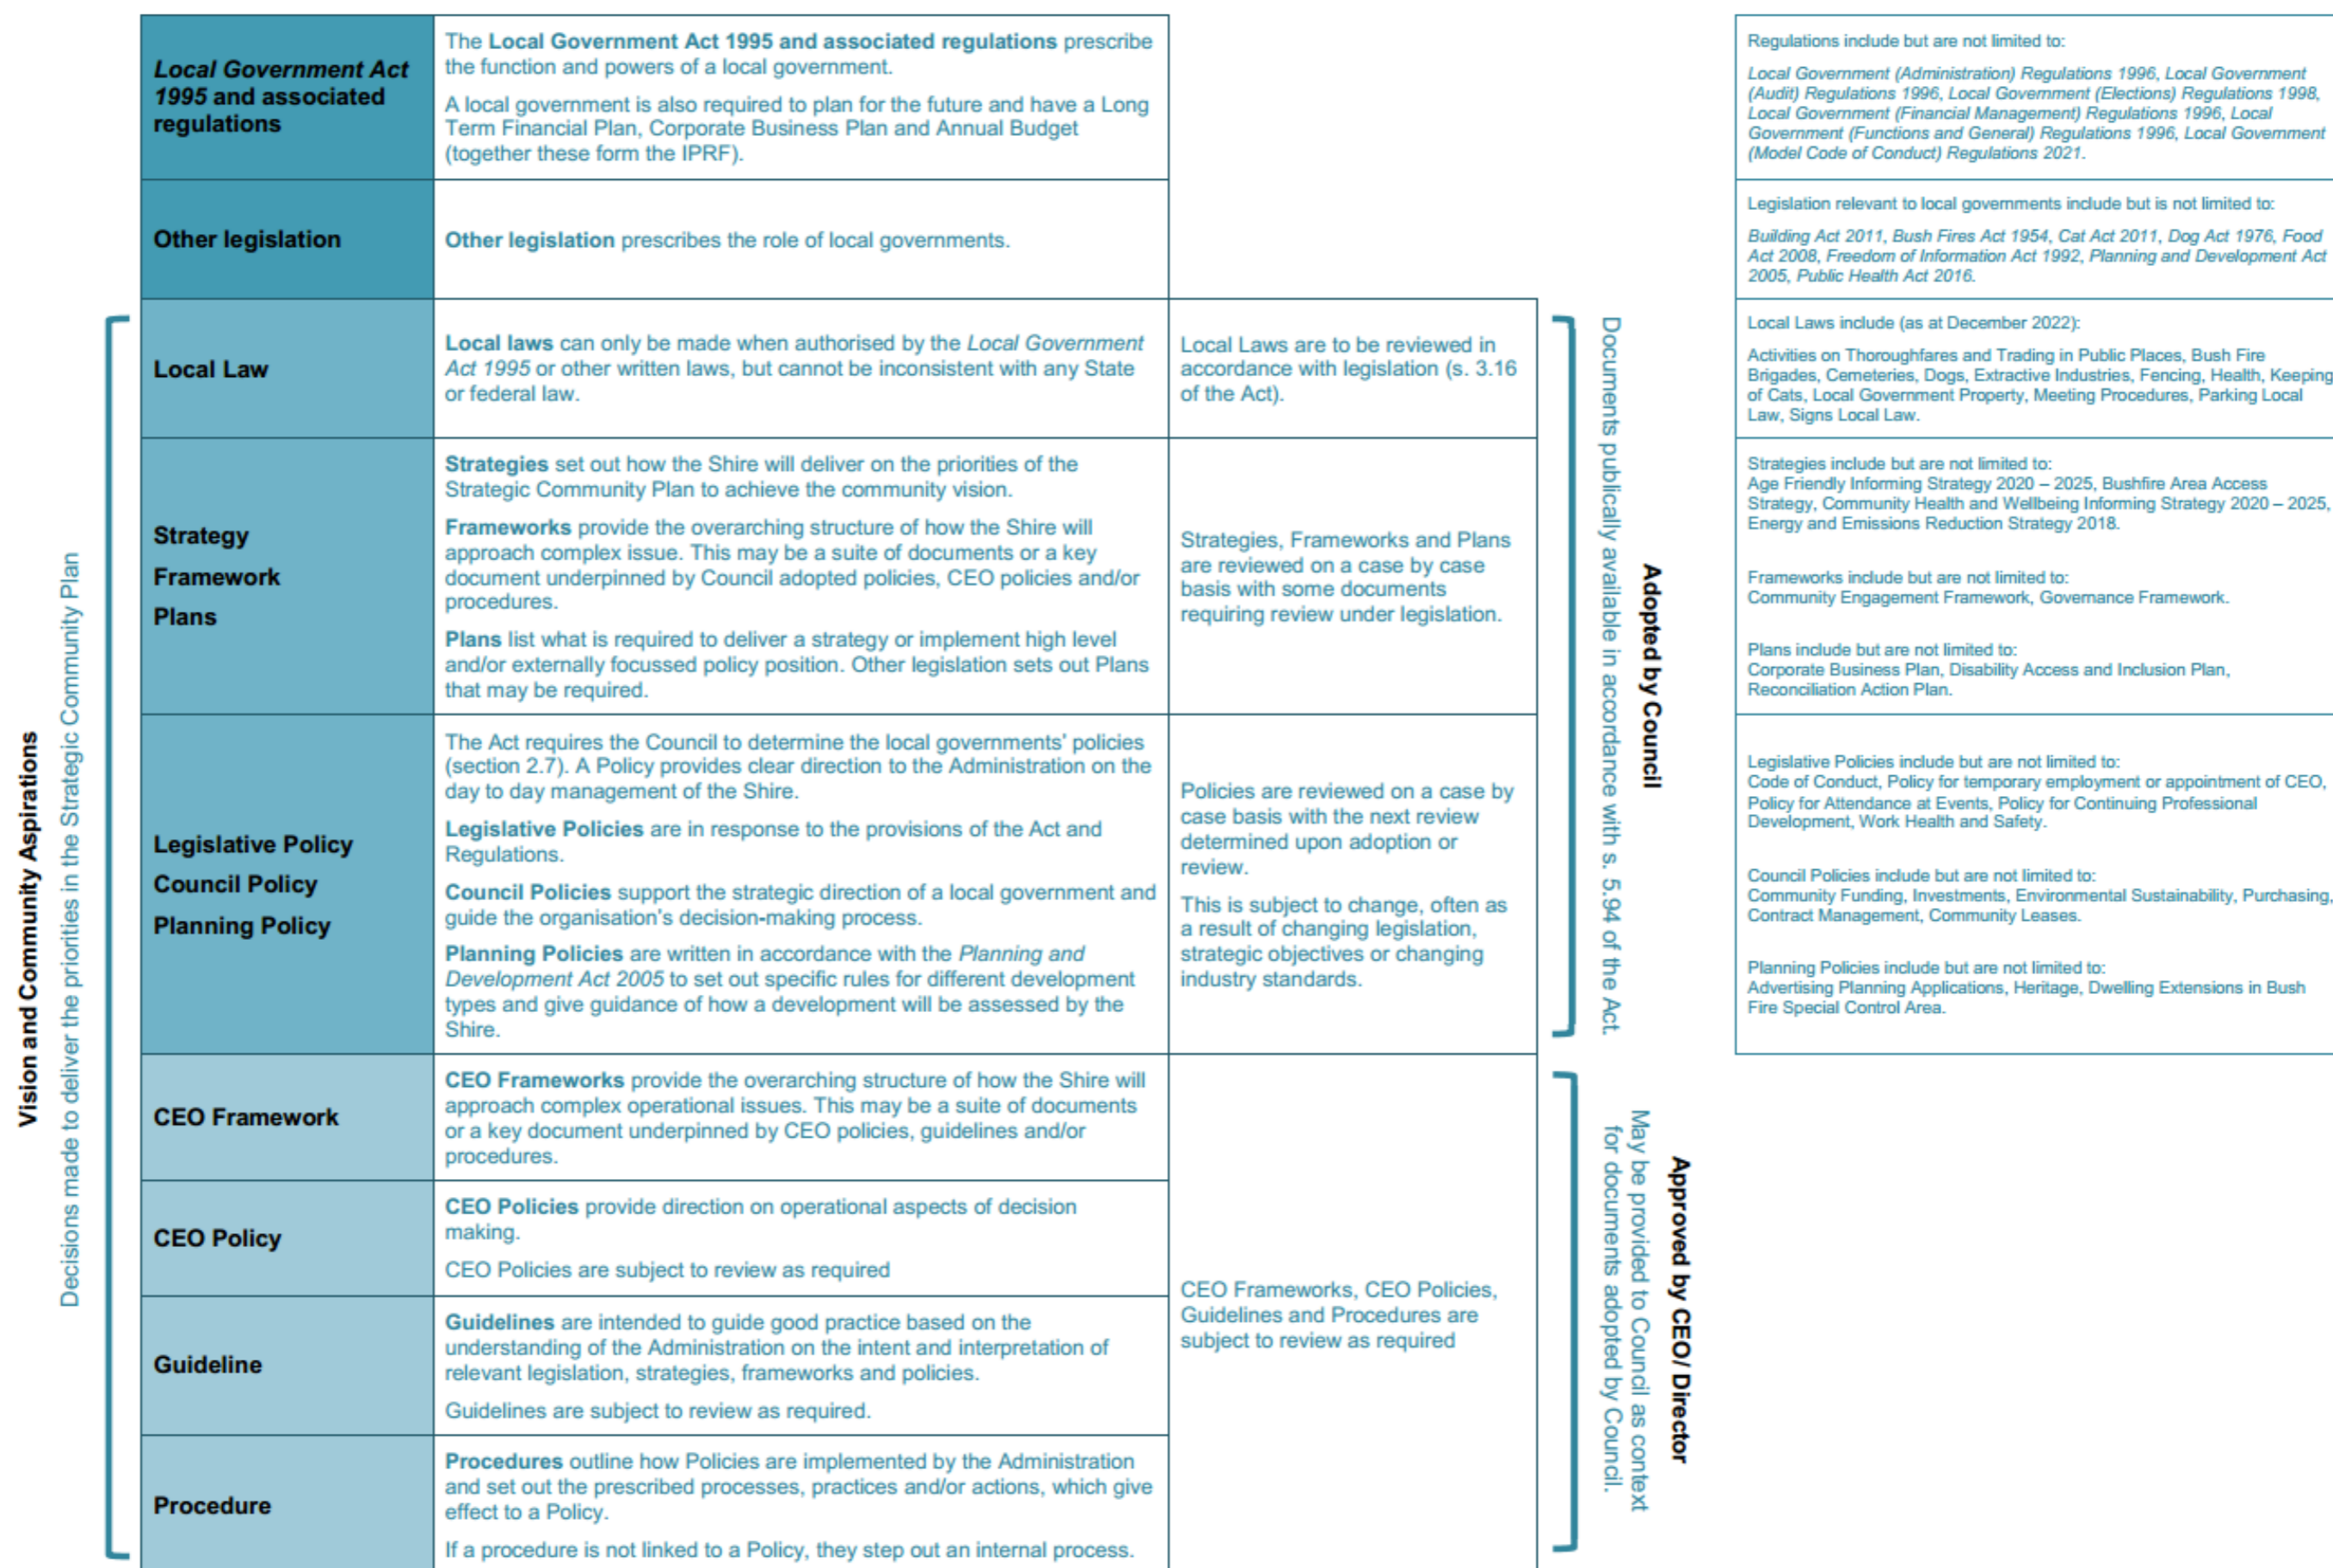 Vision and Community Aspirations
Decisions made to deliver the priorities in the Strategic Community Plan
Local Government Act
1995 and associated
regulations
The Local Government Act 1995 and associated regulations prescribe
the function and powers of a local government.
A local government is also required to plan for the future and have a Long
Term Financial Plan, Corporate Business Plan and Annual Budget
(together these form the IPRF).
Regulations include but are not limited to:
Local Government (Administration) Regulations 1996, Local Government
(Audit) Regulations 1996, Local Government (Elections) Regulations 1998,
Local Government (Financial Management) Regulations 1996, Local
Government (Functions and General) Regulations 1996, Local Government
(Model Code of Conduct) Regulations 2021.
Other legislation
Other legislation prescribes the role of local governments.
Legislation relevant to local governments include but is not limited to:
Building Act 2011, Bush Fires Act 1954, Cat Act 2011, Dog Act 1976, Food
Act 2008, Freedom of Information Act 1992, Planning and Development Act
2005, Public Health Act 2016.
Local Law
Local laws can only be made when authorised by the Local Government
Act 1995 or other written laws, but cannot be inconsistent with any State
or federal law.
Local Laws are to be reviewed in
accordance with legislation (s. 3.16
of the Act).
Local Laws include (as at December 2022):
Activities on Thoroughfares and Trading in Public Places, Bush Fire
Brigades, Cemeteries, Dogs, Extractive Industries, Fencing, Health, Keeping
of Cats, Local Government Property, Meeting Procedures, Parking Local
Law, Signs Local Law.
Strategy
Framework
Plans
Strategies set out how the Shire will deliver on the priorities of the
Strategic Community Plan to achieve the community vision.
Frameworks provide the overarching structure of how the Shire will
approach complex issue. This may be a suite of documents or a key
document underpinned by Council adopted policies, CEO policies and/or
procedures.
Plans list what is required to deliver a strategy or implement high level
and/or externally focussed policy position. Other legislation sets out Plans
that may be required.
Strategies, Frameworks and Plans
are reviewed on a case by case
basis with some documents
requiring review under legislation.
Strategies include but are not limited to:
Age Friendly Informing Strategy 2020 – 2025, Bushfire Area Access
Strategy, Community Health and Wellbeing Informing Strategy 2020 – 2025,
Energy and Emissions Reduction Strategy 2018.
Frameworks include but are not limited to:
Community Engagement Framework, Governance Framework.
Plans include but are not limited to:
Corporate Business Plan, Disability Access and Inclusion Plan,
Reconciliation Action Plan.
Legislative Policy
Council Policy
Planning Policy
The Act requires the Council to determine the local governments' policies
(section 2.7). A Policy provides clear direction to the Administration on the
day to day management of the Shire.
Legislative Policies are in response to the provisions of the Act and
Regulations.
Council Policies support the strategic direction of a local government and
guide the organisation's decision-making process.
Planning Policies are written in accordance with the Planning and
Development Act 2005 to set out specific rules for different development
types and give guidance of how a development will be assessed by the
Shire.
Policies are reviewed on a case by
case basis with the next review
determined upon adoption or
review.
This is subject to change, often as
a result of changing legislation,
strategic objectives or changing
industry standards.
Documents publically available in accordance with s. 5.94 of the Act.
Adopted by Council
Legislative Policies include but are not limited to:
Code of Conduct, Policy for temporary employment or appointment of CEO,
Policy for Attendance at Events, Policy for Continuing Professional
Development, Work Health and Safety.
Council Policies include but are not limited to:
Community Funding, Investments, Environmental Sustainability, Purchasing,
Contract Management, Community Leases.
Planning Policies include but are not limited to:
Advertising Planning Applications, Heritage, Dwelling Extensions in Bush
Fire Special Control Area.
CEO Framework
CEO Frameworks provide the overarching structure of how the Shire will
approach complex operational issues. This may be a suite of documents
or a key document underpinned by CEO policies, guidelines and/or
procedures.
CEO Policy
CEO Policies provide direction on operational aspects of decision
making.
CEO Policies are subject to review as required
Guideline
Guidelines are intended to guide good practice based on the
understanding of the Administration on the intent and interpretation of
relevant legislation, strategies, frameworks and policies.
Guidelines are subject to review as required.
Procedure
Procedures outline how Policies are implemented by the Administration
and set out the prescribed processes, practices and/or actions, which give
effect to a Policy.
If a procedure is not linked to a Policy, they step out an internal process.
CEO Frameworks, CEO Policies,
Guidelines and Procedures are
subject to review as required
May be provided to Council as context
for documents adopted by Council.
Approved by CEO/ Director